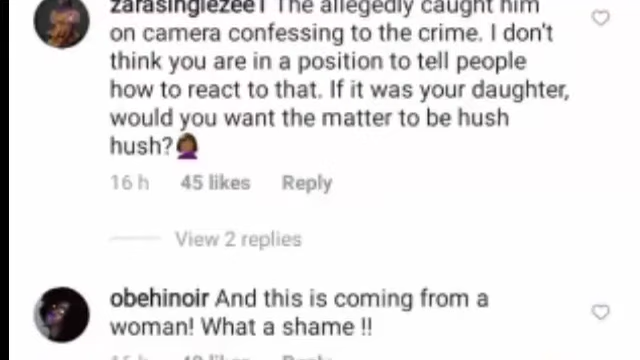 zarasinglezee1 The allegedly caught him
on camera confessing to the crime. I don't
think you are in a position to tell people
how to react to that. If it was your daughter,
would you want the matter to be hush
hush?🤦🏾‍♀️
16 h 45 likes Reply
View 2 replies
obehinoir And this is coming from a
woman! What a shame !!